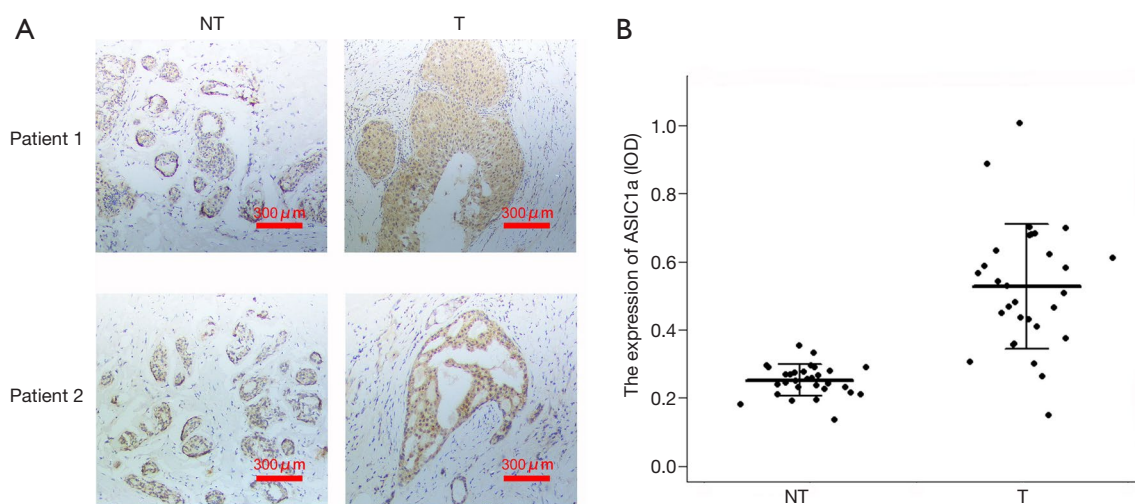 A
NT
T
Patient 1
300 μm
300 μm
Patient 2
300 μm
300 μm
B
The expression of ASIC1a (IOD)
1.0
0.8
0.6
0.4
0.2
0.0
NT
T